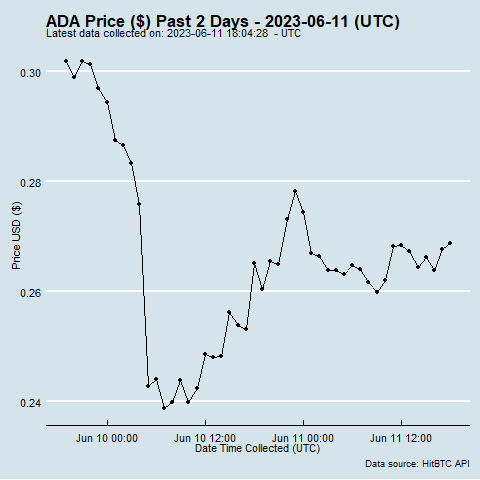 ADA Price ($) Past 2 Days - 2023-06-11 (UTC)
Latest data collected on: 2023-06-11 18:04:28 - UTC
0.30
0.28
0.26
0.24
Price USD ($)
Jun 10 00:00 Jun 10 12:00 Jun 11 00:00 Jun 11 12:00
Date Time Collected (UTC)
Data source: HitBTC API